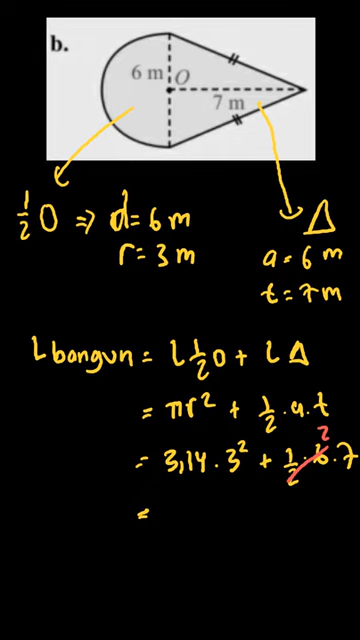 b.
6 m O
7 m
½ O ⇒ d = 6 m
r = 3 m
Δ
a = 6 m
t = 7 m
L bangun = L ½ O + L Δ
= πr² + ½ . a . t
= 3,14 . 3² + ½ . 6 . 7
2
=